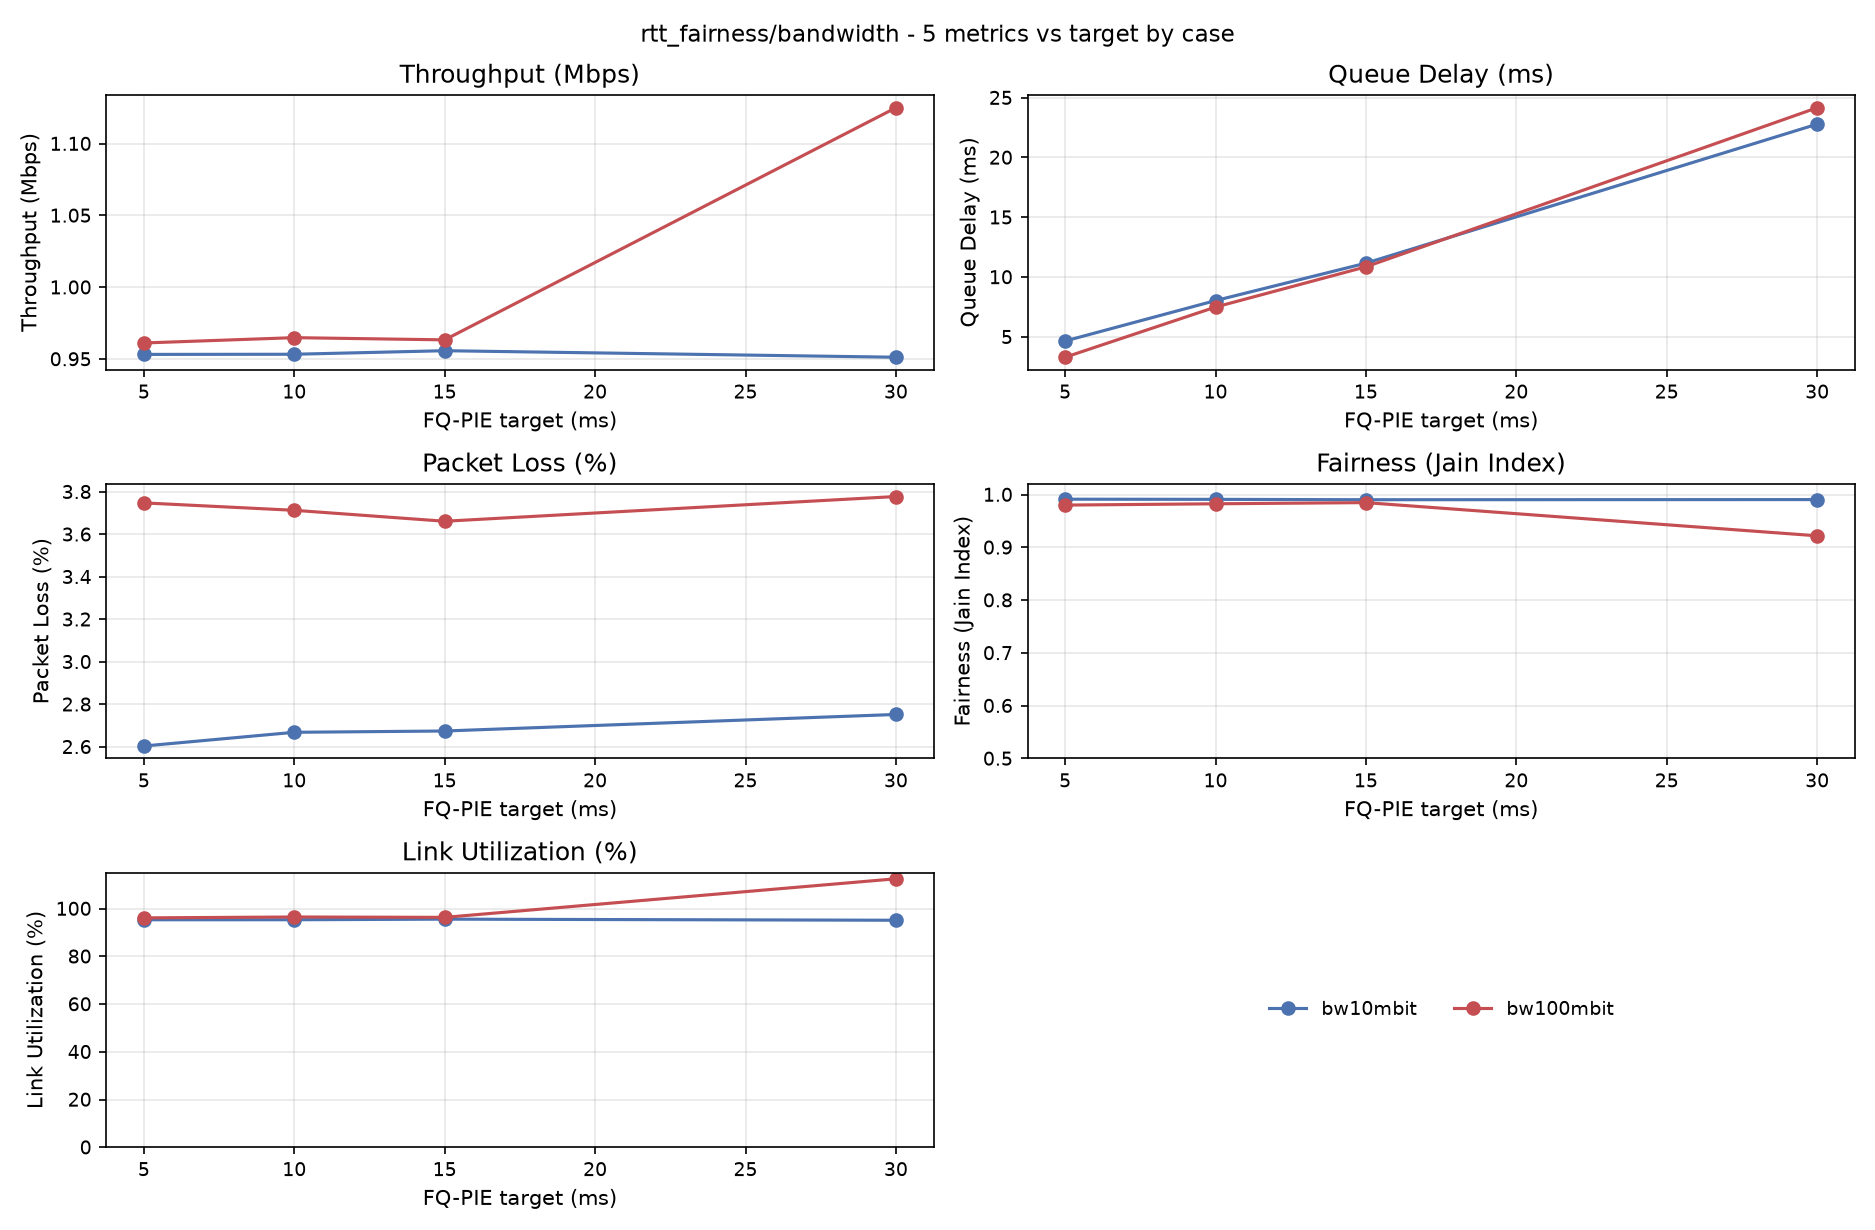 rtt_fairness/bandwidth - 5 metrics vs target by case
Throughput (Mbps)
Throughput (Mbps)
1.10
1.05
1.00
0.95
5 10 15 20 25 30
FQ-PIE target (ms)
Queue Delay (ms)
Queue Delay (ms)
25
20
15
10
5
5 10 15 20 25 30
FQ-PIE target (ms)
Packet Loss (%)
Packet Loss (%)
3.8
3.6
3.4
3.2
3.0
2.8
2.6
5 10 15 20 25 30
FQ-PIE target (ms)
Fairness (Jain Index)
Fairness (Jain Index)
1.0
0.9
0.8
0.7
0.6
0.5
5 10 15 20 25 30
FQ-PIE target (ms)
Link Utilization (%)
Link Utilization (%)
100
80
60
40
20
0
5 10 15 20 25 30
FQ-PIE target (ms)
bw10mbit bw100mbit